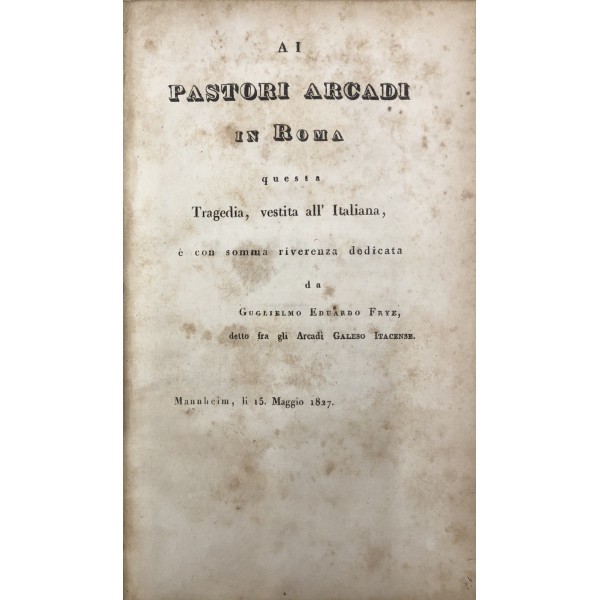 AI
PASTORI ARCADI
IN ROMA
questa
Tragedia, vestita all' Italiana,
è con somma riverenza dedicata
da
GUGLIELMO EDUARDO FRYE,
detto fra gli Arcadi GALESO ITACENSE.
Mannheim, li 15. Maggio 1827.